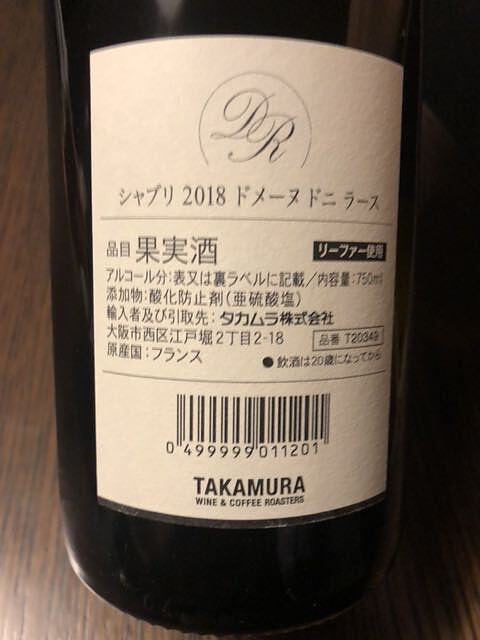 DR
シャブリ 2018 ドメーヌ ドニ ラース
品目 果実酒 リーファー使用
アルコール分:表又は裏ラベルに記載/内容量:750ml
添加物:酸化防止剤(亜硫酸塩)
輸入者及び引取先:タカムラ株式会社
大阪市西区江戸堀2丁目2-18 品番 T20349
原産国:フランス ●飲酒は20歳になってから
0 499999 011201
TAKAMURA
WINE & COFFEE ROASTERS